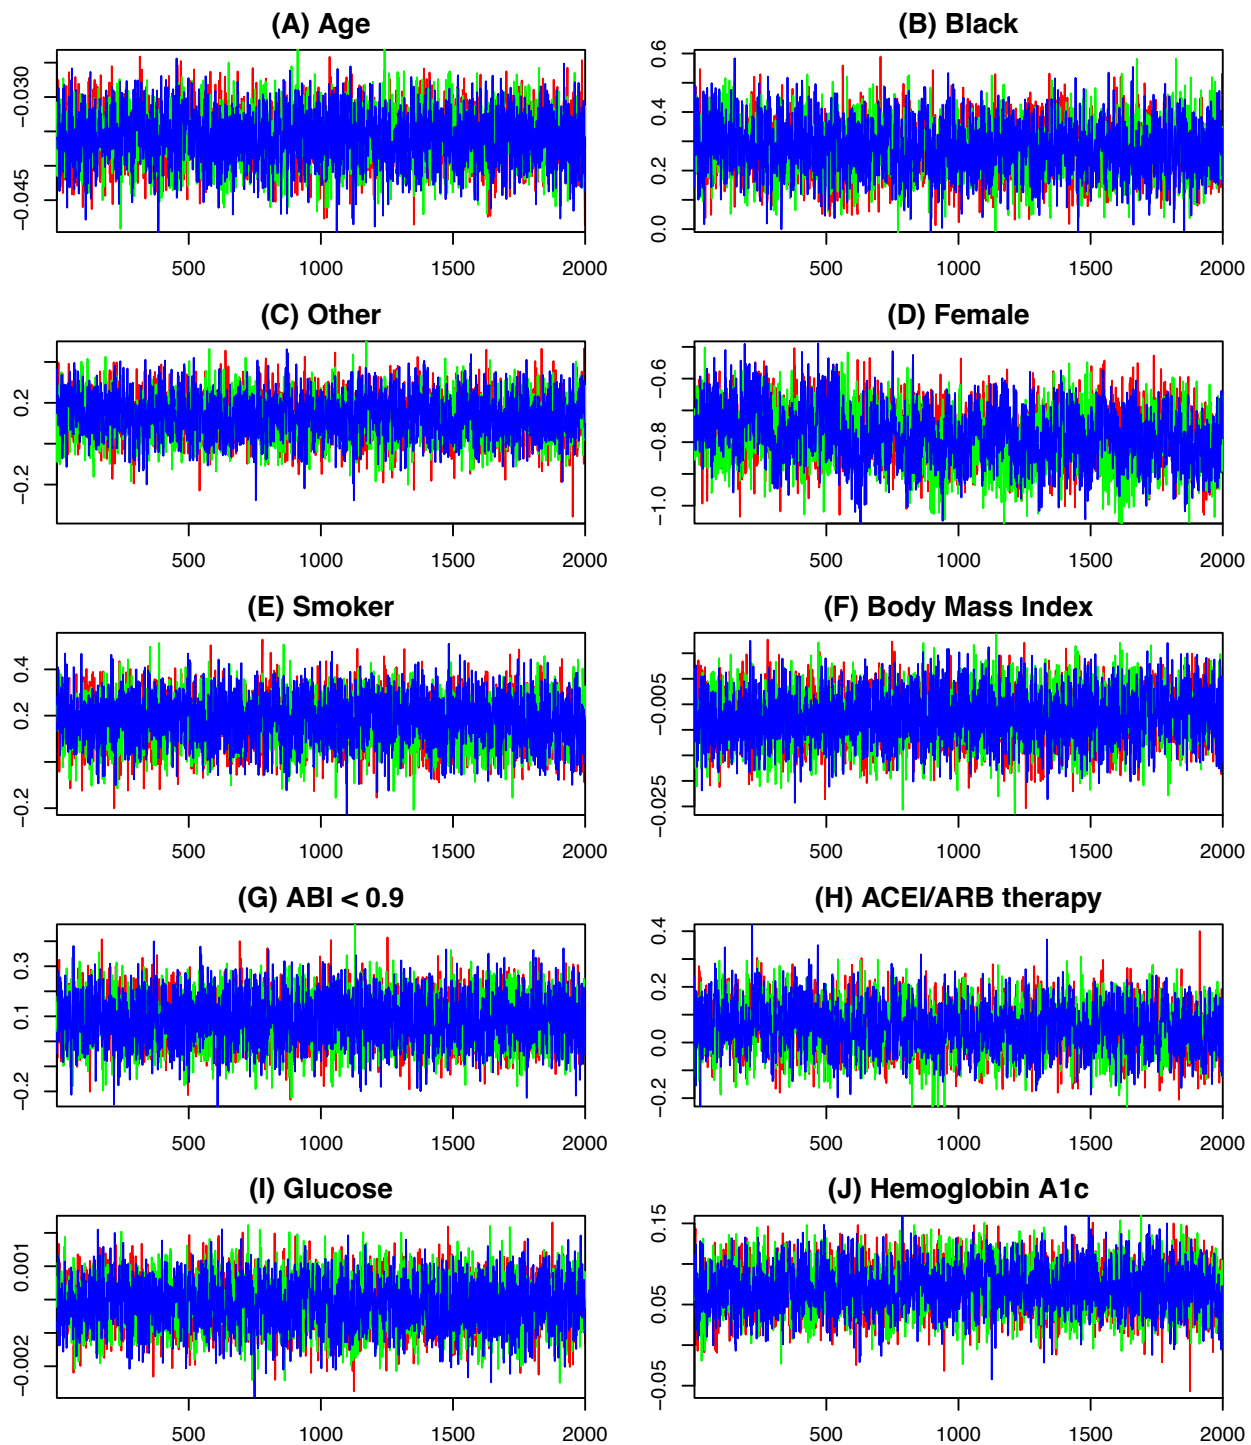 (A) Age
(B) Black
−0.045 −0.030
0.0 0.2 0.4 0.6
500 1000 1500 2000
500 1000 1500 2000
(C) Other
(D) Female
−0.2 0.2
−1.0 −0.8 −0.6
500 1000 1500 2000
500 1000 1500 2000
(E) Smoker
(F) Body Mass Index
−0.2 0.2 0.4
−0.025 −0.005
500 1000 1500 2000
500 1000 1500 2000
(G) ABI < 0.9
(H) ACEI/ARB therapy
−0.2 0.1 0.3
−0.2 0.0 0.2 0.4
500 1000 1500 2000
500 1000 1500 2000
(I) Glucose
(J) Hemoglobin A1c
−0.002 0.001
−0.05 0.05 0.15
500 1000 1500 2000
500 1000 1500 2000